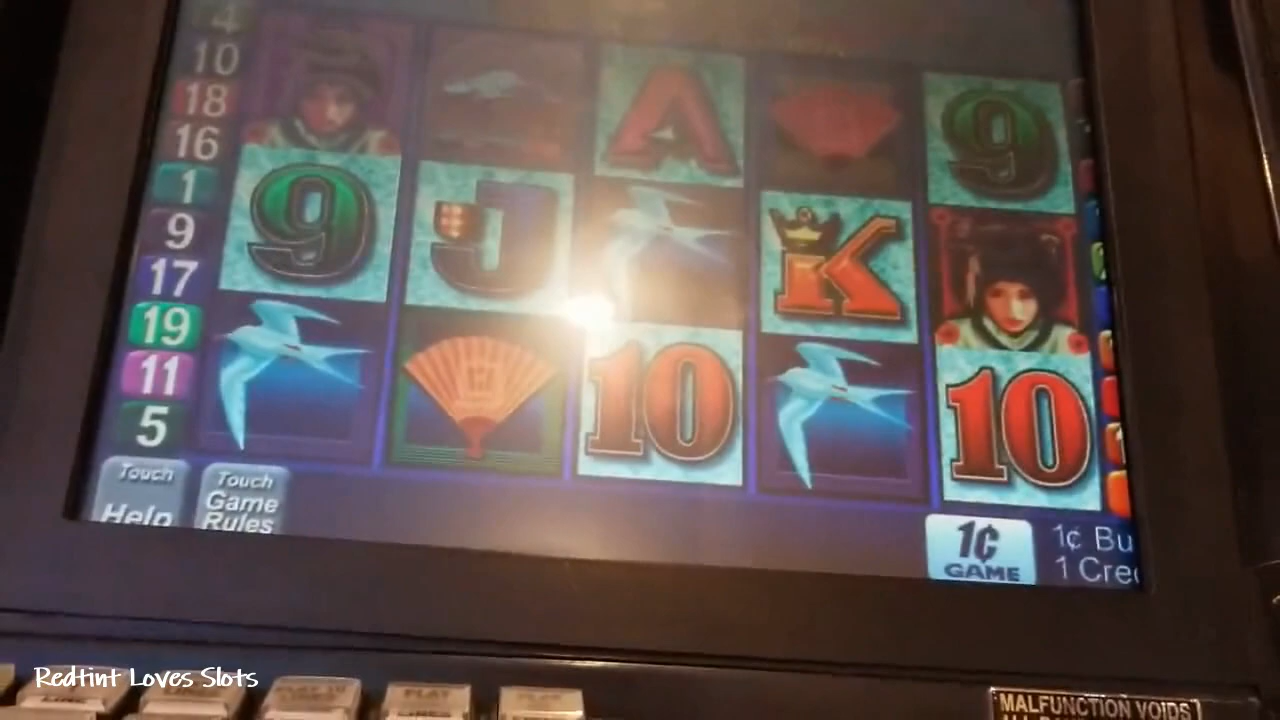 4
10
18
16
1
9
17
19
11
5
A
9
9
J
K
10
10
Touch
Help
Touch
Game
Rules
1¢
GAME
1¢ Bu
1 Cre
Redtint Loves Slots
PLAY
MALFUNCTION VOIDS